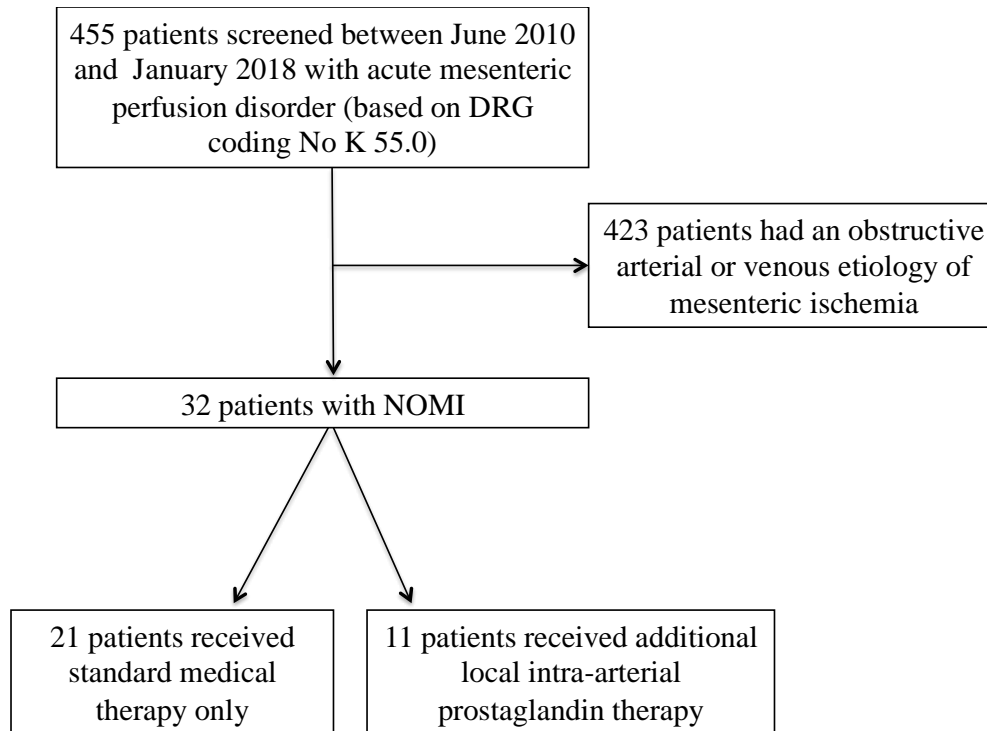 455 patients screened between June 2010
and January 2018 with acute mesenteric
perfusion disorder (based on DRG
coding No K 55.0)
423 patients had an obstructive
arterial or venous etiology of
mesenteric ischemia
32 patients with NOMI
21 patients received
standard medical
therapy only
11 patients received additional
local intra-arterial
prostaglandin therapy